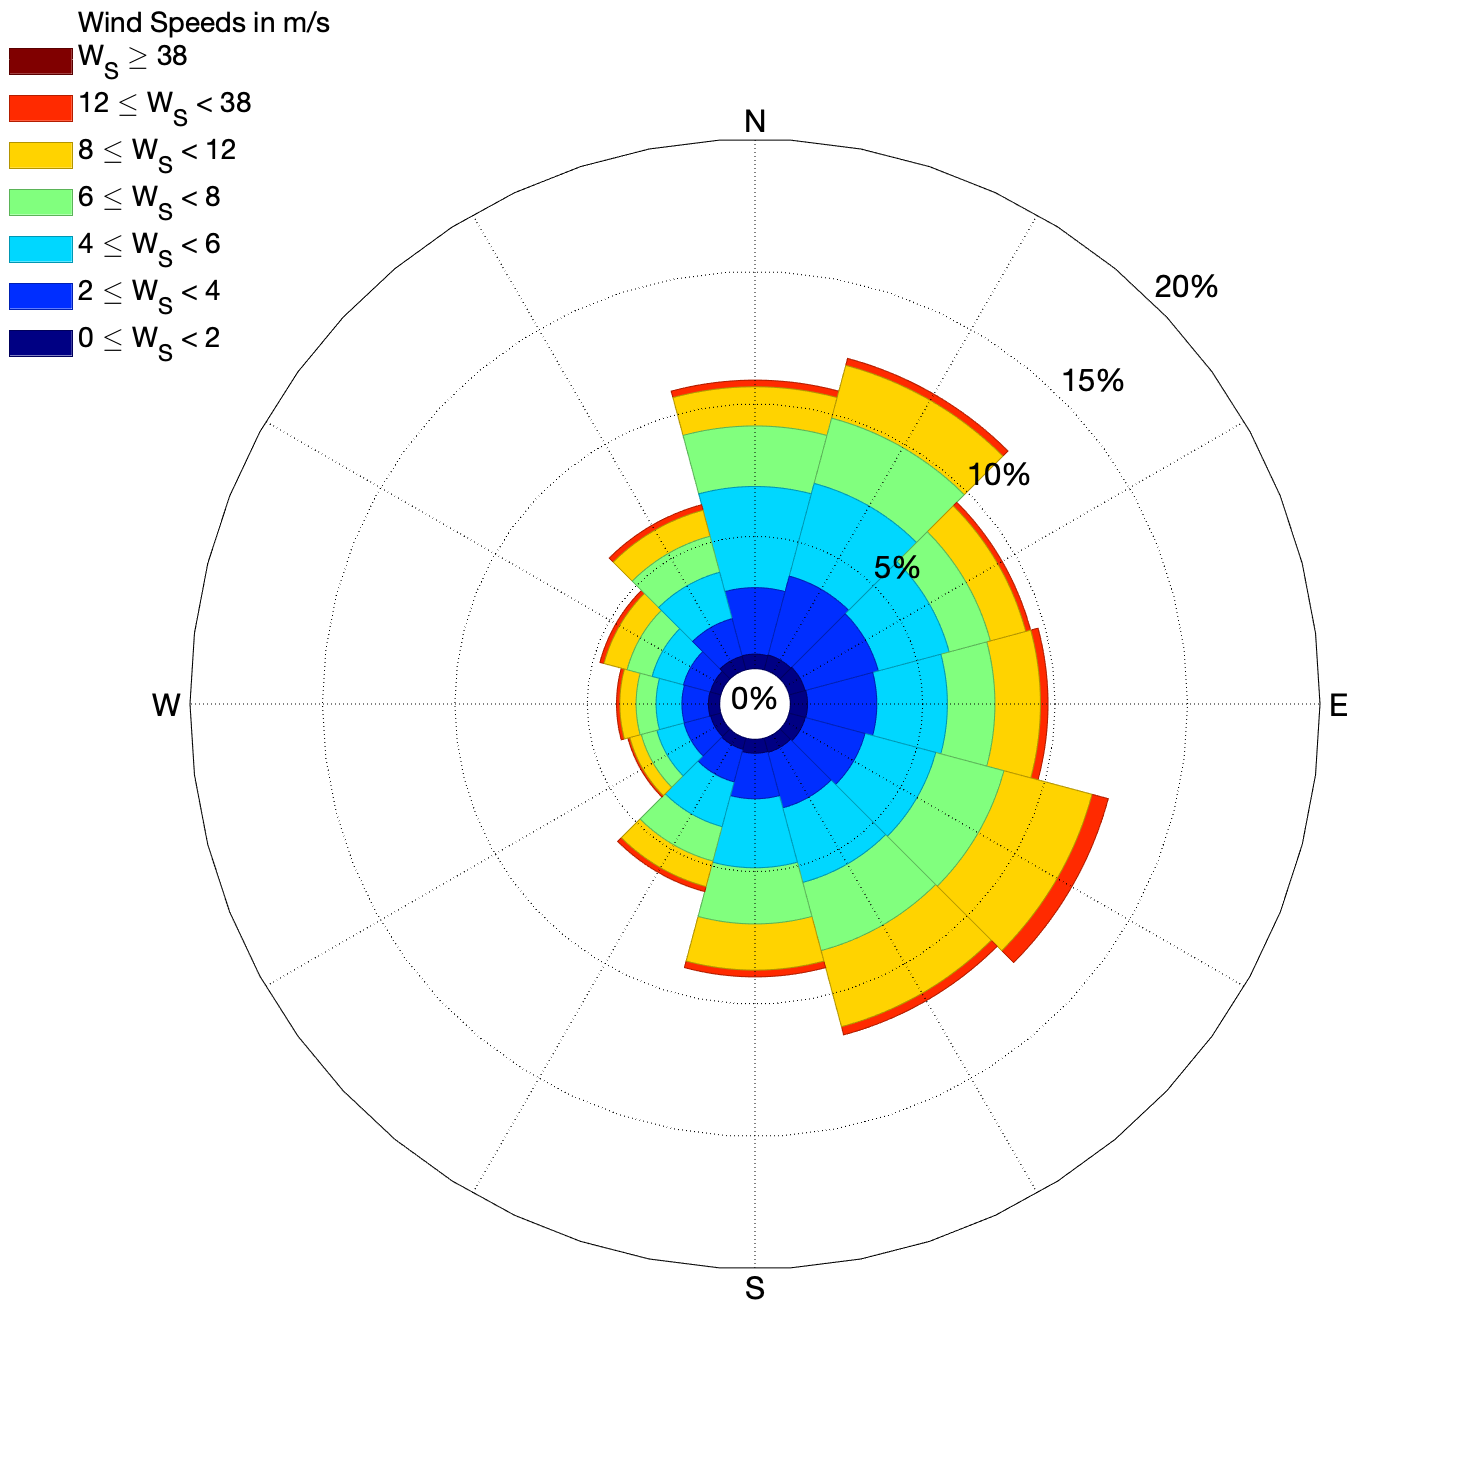 Wind Speeds in m/s
W_S ≥ 38
12 ≤ W_S < 38
8 ≤ W_S < 12
6 ≤ W_S < 8
4 ≤ W_S < 6
2 ≤ W_S < 4
0 ≤ W_S < 2
N
20%
15%
10%
5%
0%
W
E
S